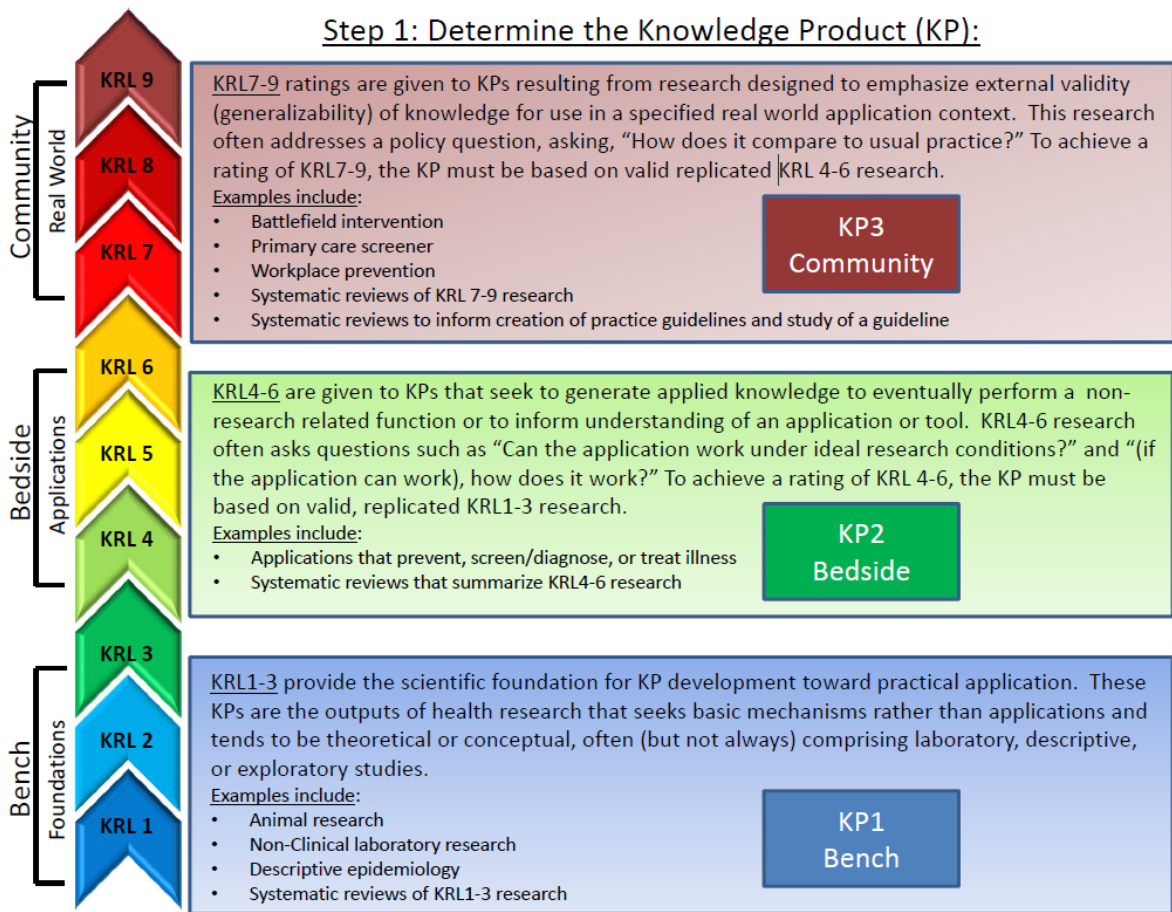 Step 1: Determine the Knowledge Product (KP):
KRL 9
KRL 8
KRL 7
KRL 6
KRL 5
KRL 4
KRL 3
KRL 2
KRL 1
Community
Real World
Bedside
Applications
Bench
Foundations
KRL7-9 ratings are given to KPs resulting from research designed to emphasize external validity
(generalizability) of knowledge for use in a specified real world application context. This research
often addresses a policy question, asking, “How does it compare to usual practice?” To achieve a
rating of KRL7-9, the KP must be based on valid replicated KRL 4-6 research.
Examples include:
• Battlefield intervention
• Primary care screener
• Workplace prevention
• Systematic reviews of KRL 7-9 research
• Systematic reviews to inform creation of practice guidelines and study of a guideline
KP3
Community
KRL4-6 are given to KPs that seek to generate applied knowledge to eventually perform a non-
research related function or to inform understanding of an application or tool. KRL4-6 research
often asks questions such as “Can the application work under ideal research conditions?” and “(if
the application can work), how does it work?” To achieve a rating of KRL 4-6, the KP must be
based on valid, replicated KRL1-3 research.
Examples include:
• Applications that prevent, screen/diagnose, or treat illness
• Systematic reviews that summarize KRL4-6 research
KP2
Bedside
KRL1-3 provide the scientific foundation for KP development toward practical application. These
KPs are the outputs of health research that seeks basic mechanisms rather than applications and
tends to be theoretical or conceptual, often (but not always) comprising laboratory, descriptive,
or exploratory studies.
Examples include:
• Animal research
• Non-Clinical laboratory research
• Descriptive epidemiology
• Systematic reviews of KRL1-3 research
KP1
Bench